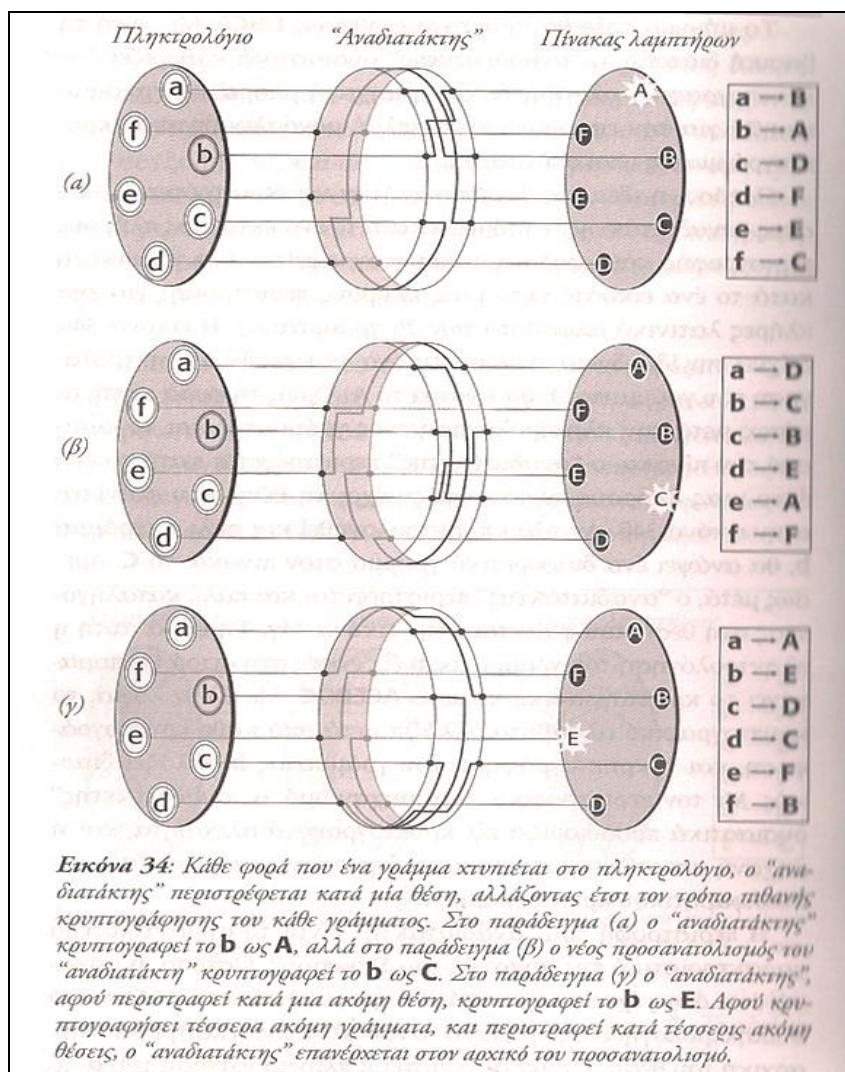 Πληκτρολόγιο “Αναδιατάκτης” Πίνακας λαμπτήρων
(α)
a
f
b
e
c
d
A
F
B
E
C
D
a → B
b → A
c → D
d → F
e → E
f → C
(β)
a
f
b
e
c
d
A
F
B
E
C
D
a → D
b → C
c → B
d → E
e → A
f → F
(γ)
a
f
b
e
c
d
A
F
B
E
C
D
a → A
b → E
c → D
d → C
e → F
f → B
Εικόνα 34: Κάθε φορά που ένα γράμμα χτυπιέται στο πληκτρολόγιο, ο “ανα-
διατάκτης” περιστρέφεται κατά μία θέση, αλλάζοντας έτσι τον τρόπο πιθανής
κρυπτογράφησης του κάθε γράμματος. Στο παράδειγμα (α) ο “αναδιατάκτης”
κρυπτογραφεί το b ως A, αλλά στο παράδειγμα (β) ο νέος προσανατολισμός του
“αναδιατάκτη” κρυπτογραφεί το b ως C. Στο παράδειγμα (γ) ο “αναδιατάκτης”,
αφού περιστραφεί κατά μια ακόμη θέση, κρυπτογραφεί το b ως E. Αφού κρυ-
πτογραφήσει τέσσερα ακόμη γράμματα, και περιστραφεί κατά τέσσερις ακόμη
θέσεις, ο “αναδιατάκτης” επανέρχεται στον αρχικό του προσανατολισμό.